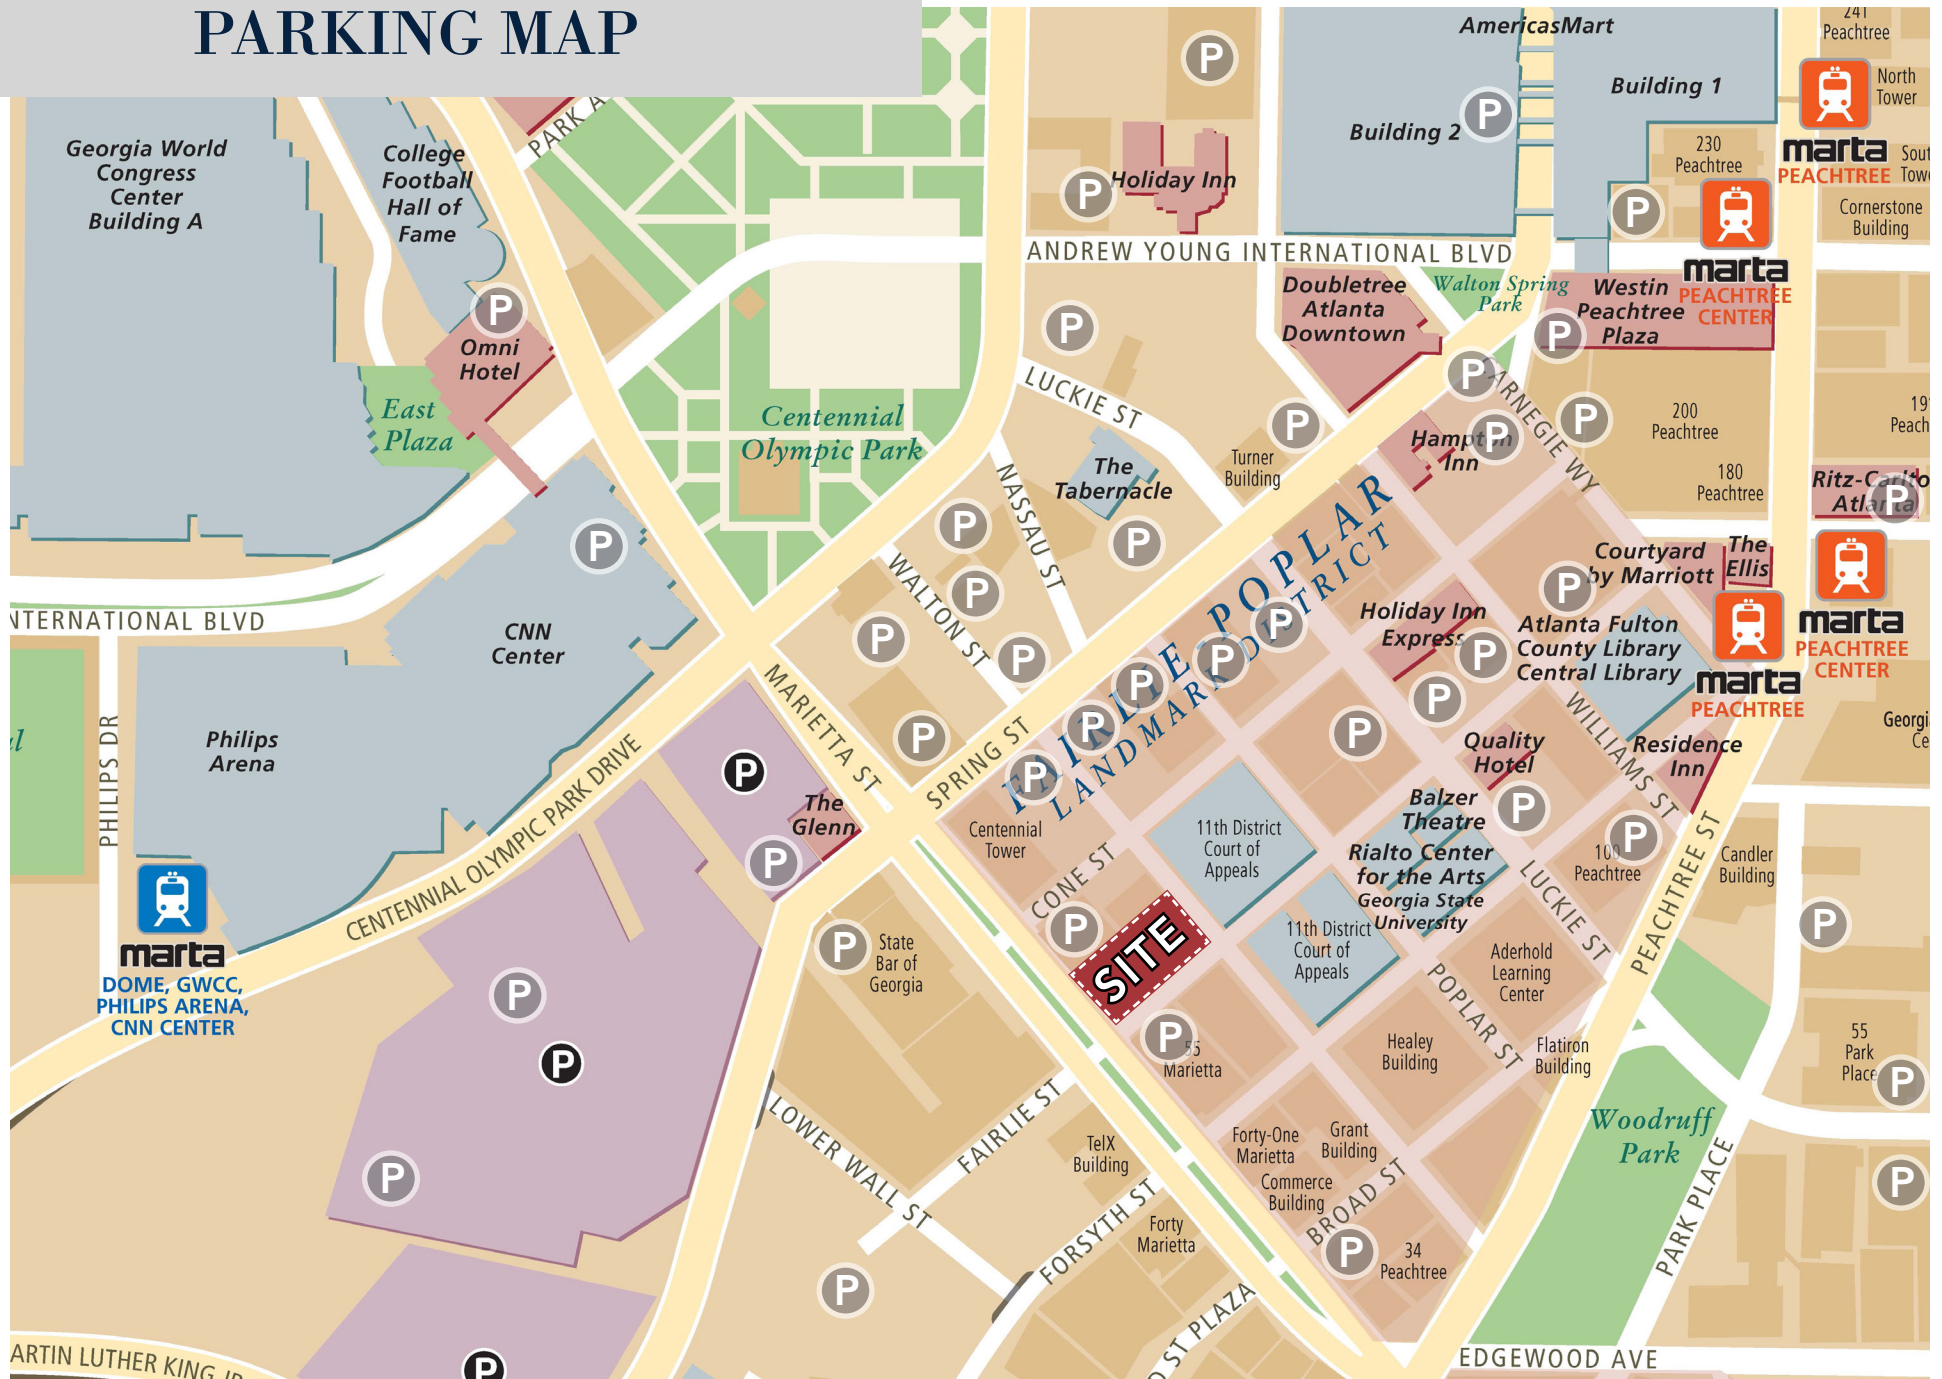 PARKING MAP
241
Peachtree
AmericasMart
Building 1
Building 2
North
Tower
marta
PEACHTREE
230
Peachtree
Cornerstone
Building
marta
PEACHTREE
CENTER
Georgia World
Congress
Center
Building A
College
Football
Hall of
Fame
PARK A
P
P
Holiday Inn
P
P
ANDREW YOUNG INTERNATIONAL BLVD
Doubletree
Atlanta
Downtown
Walton Spring
Park
Westin
Peachtree
Plaza
P
P
Omni
Hotel
East
Plaza
Centennial
Olympic Park
P
LUCKIE ST
The
Tabernacle
P
Turner
Building
P
Hampton
Inn
P
P
CARNEGIE WY
P
200
Peachtree
180
Peachtree
Ritz-Carlto
Atlanta
P
Courtyard
by Marriott
The
Ellis
marta
PEACHTREE
CENTER
marta
PEACHTREE
P
NASSAU ST
WALTON ST
P
P
P
P
P
P
NTERNATIONAL BLVD
CNN
Center
PHILIPS DR
Philips
Arena
MARIETTA ST
SPRING ST
FAIRLIE POPLAR
LANDMARK DISTRICT
P
P
P
P
P
Holiday Inn
Express
P
P
P
P
Atlanta Fulton
County Library
Central Library
WILLIAMS ST
Residence
Inn
Quality
Hotel
P
Balzer
Theatre
Rialto Center
for the Arts
Georgia State
University
P
100
Peachtree
Candler
Building
PEACHTREE ST
LUCKIE ST
CENTENNIAL OLYMPIC PARK DRIVE
P
The
Glenn
P
Centennial
Tower
CONE ST
11th District
Court of
Appeals
11th District
Court of
Appeals
P
SITE
P
55
Marietta
marta
DOME, GWCC,
PHILIPS ARENA,
CNN CENTER
P
State
Bar of
Georgia
P
P
P
Aderhold
Learning
Center
POPLAR ST
Healey
Building
Flatiron
Building
P
55
Park
Place
P
P
Woodruff
Park
PARK PLACE
LOWER WALL ST
FAIRLIE ST
TelX
Building
FORSYTH ST
Forty
Marietta
Forty-One
Marietta
Grant
Building
Commerce
Building
BROAD ST
P
34
Peachtree
P
ST PLAZA
EDGEWOOD AVE
ARTIN LUTHER KING JR
P